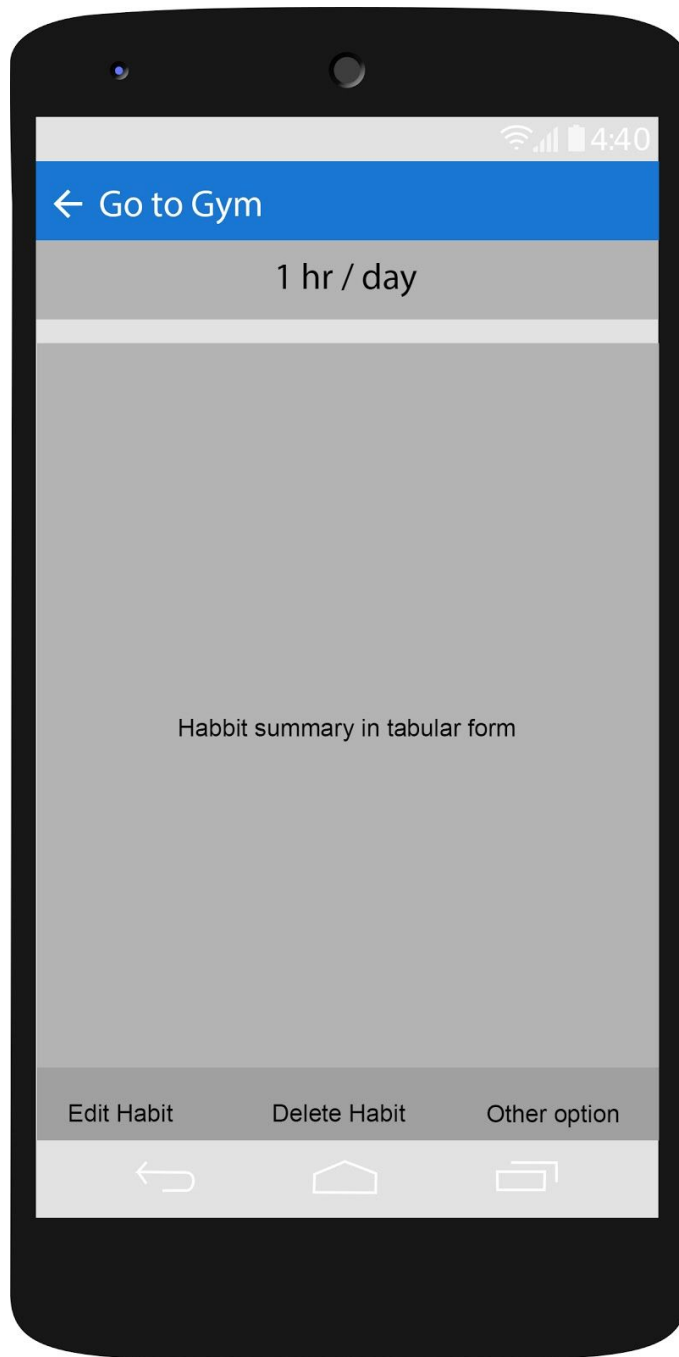 4:40
Go to Gym
1 hr / day
Habbit summary in tabular form
Edit Habit Delete Habit Other option